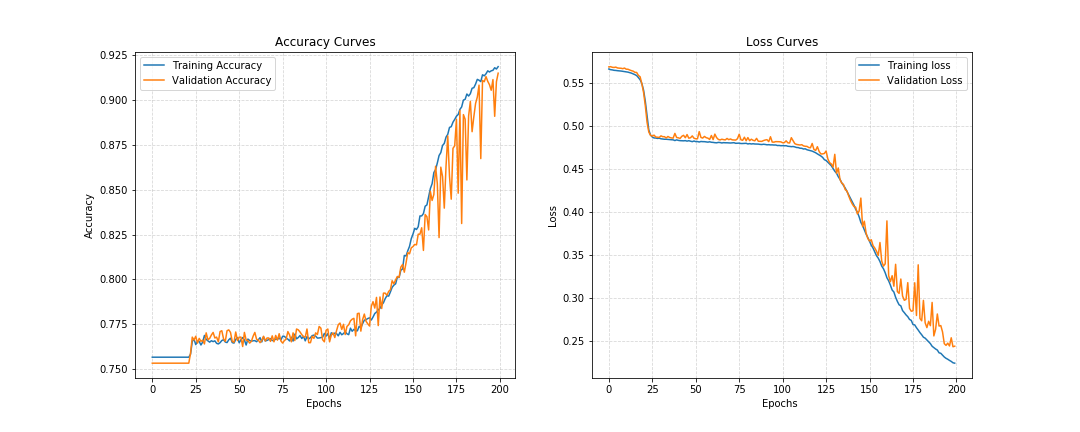 Accuracy Curves
0.925
0.900
0.875
0.850
0.825
0.800
0.775
0.750
Accuracy
Training Accuracy
Validation Accuracy
0 25 50 75 100 125 150 175 200
Epochs
Loss Curves
0.55
0.50
0.45
0.40
0.35
0.30
0.25
Loss
Training loss
Validation Loss
0 25 50 75 100 125 150 175 200
Epochs